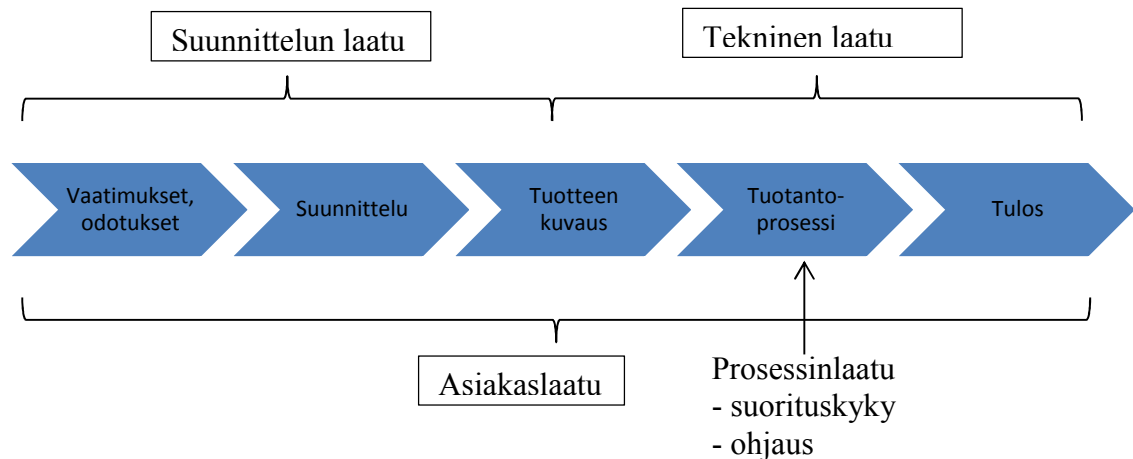 Suunnittelun laatu
Tekninen laatu
Vaatimukset,
odotukset
Suunnittelu
Tuotteen
kuvaus
Tuotanto-
prosessi
Tulos
Asiakaslaatu
Prosessinlaatu
- suorituskyky
- ohjaus